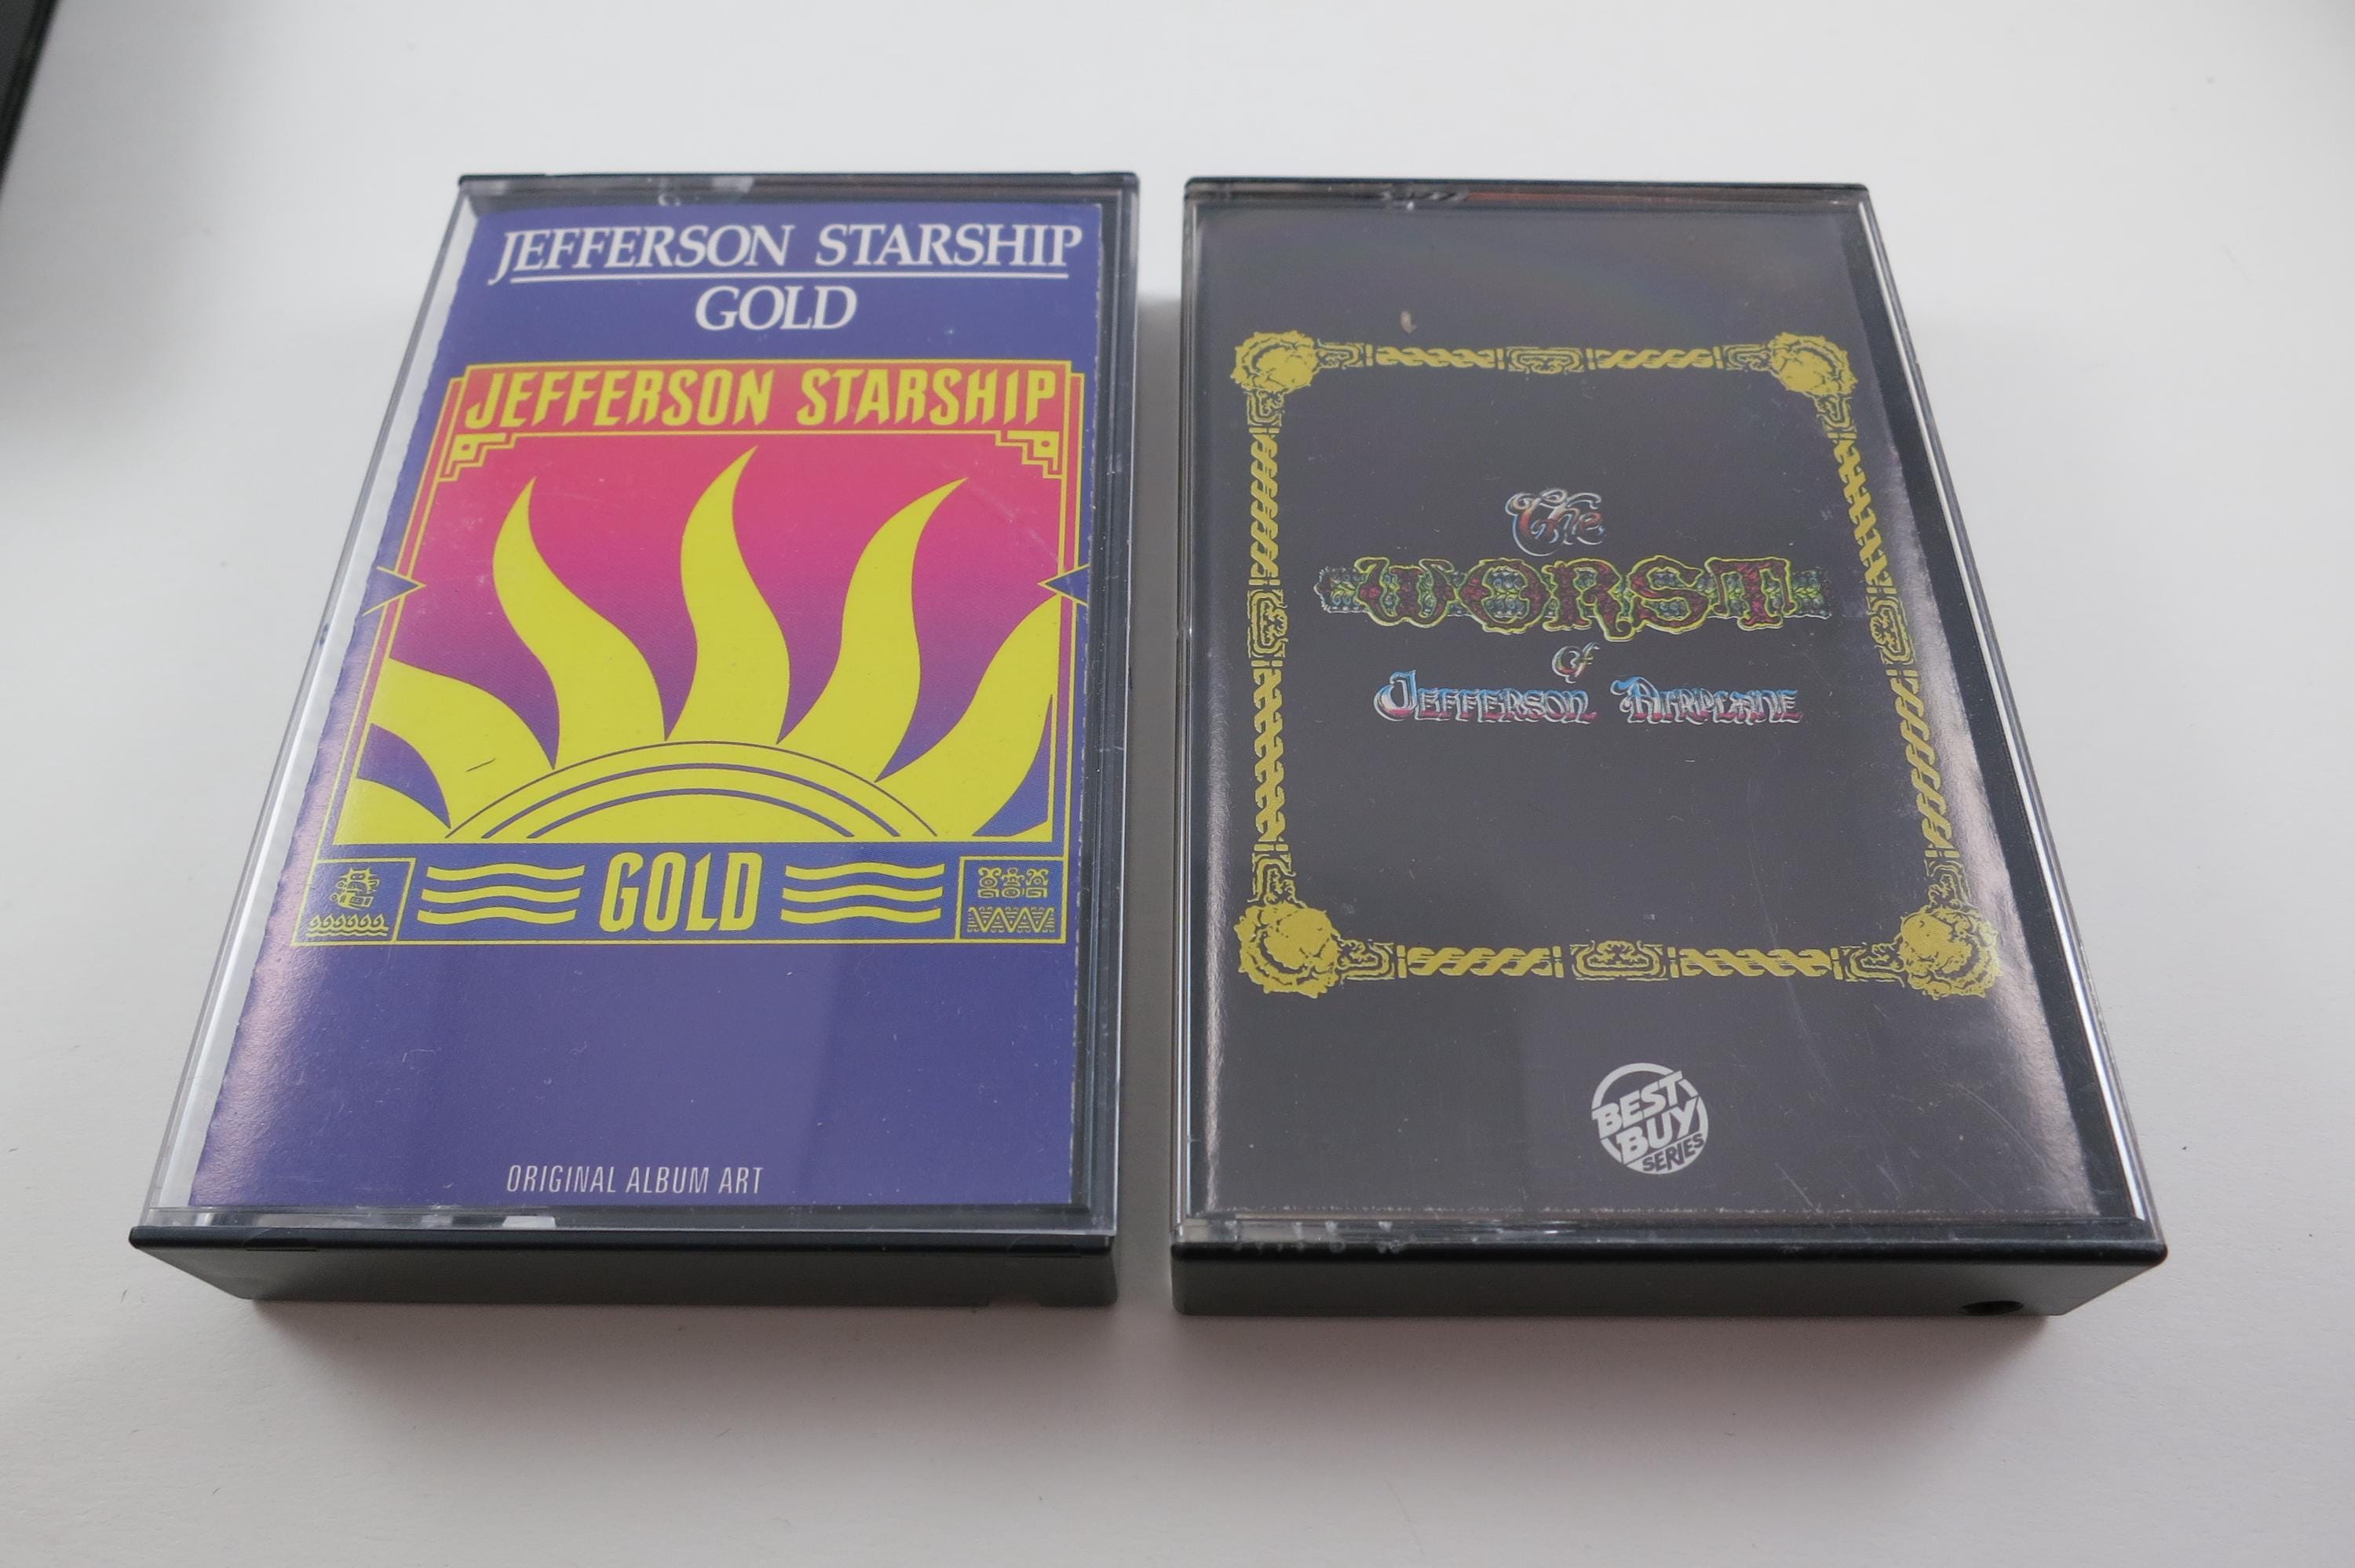 JEFFERSON STARSHIP
GOLD
JEFFERSON STARSHIP
GOLD
ORIGINAL ALBUM ART
The
WORST
of
JEFFERSON AIRPLANE
BEST
BUY
SERIES